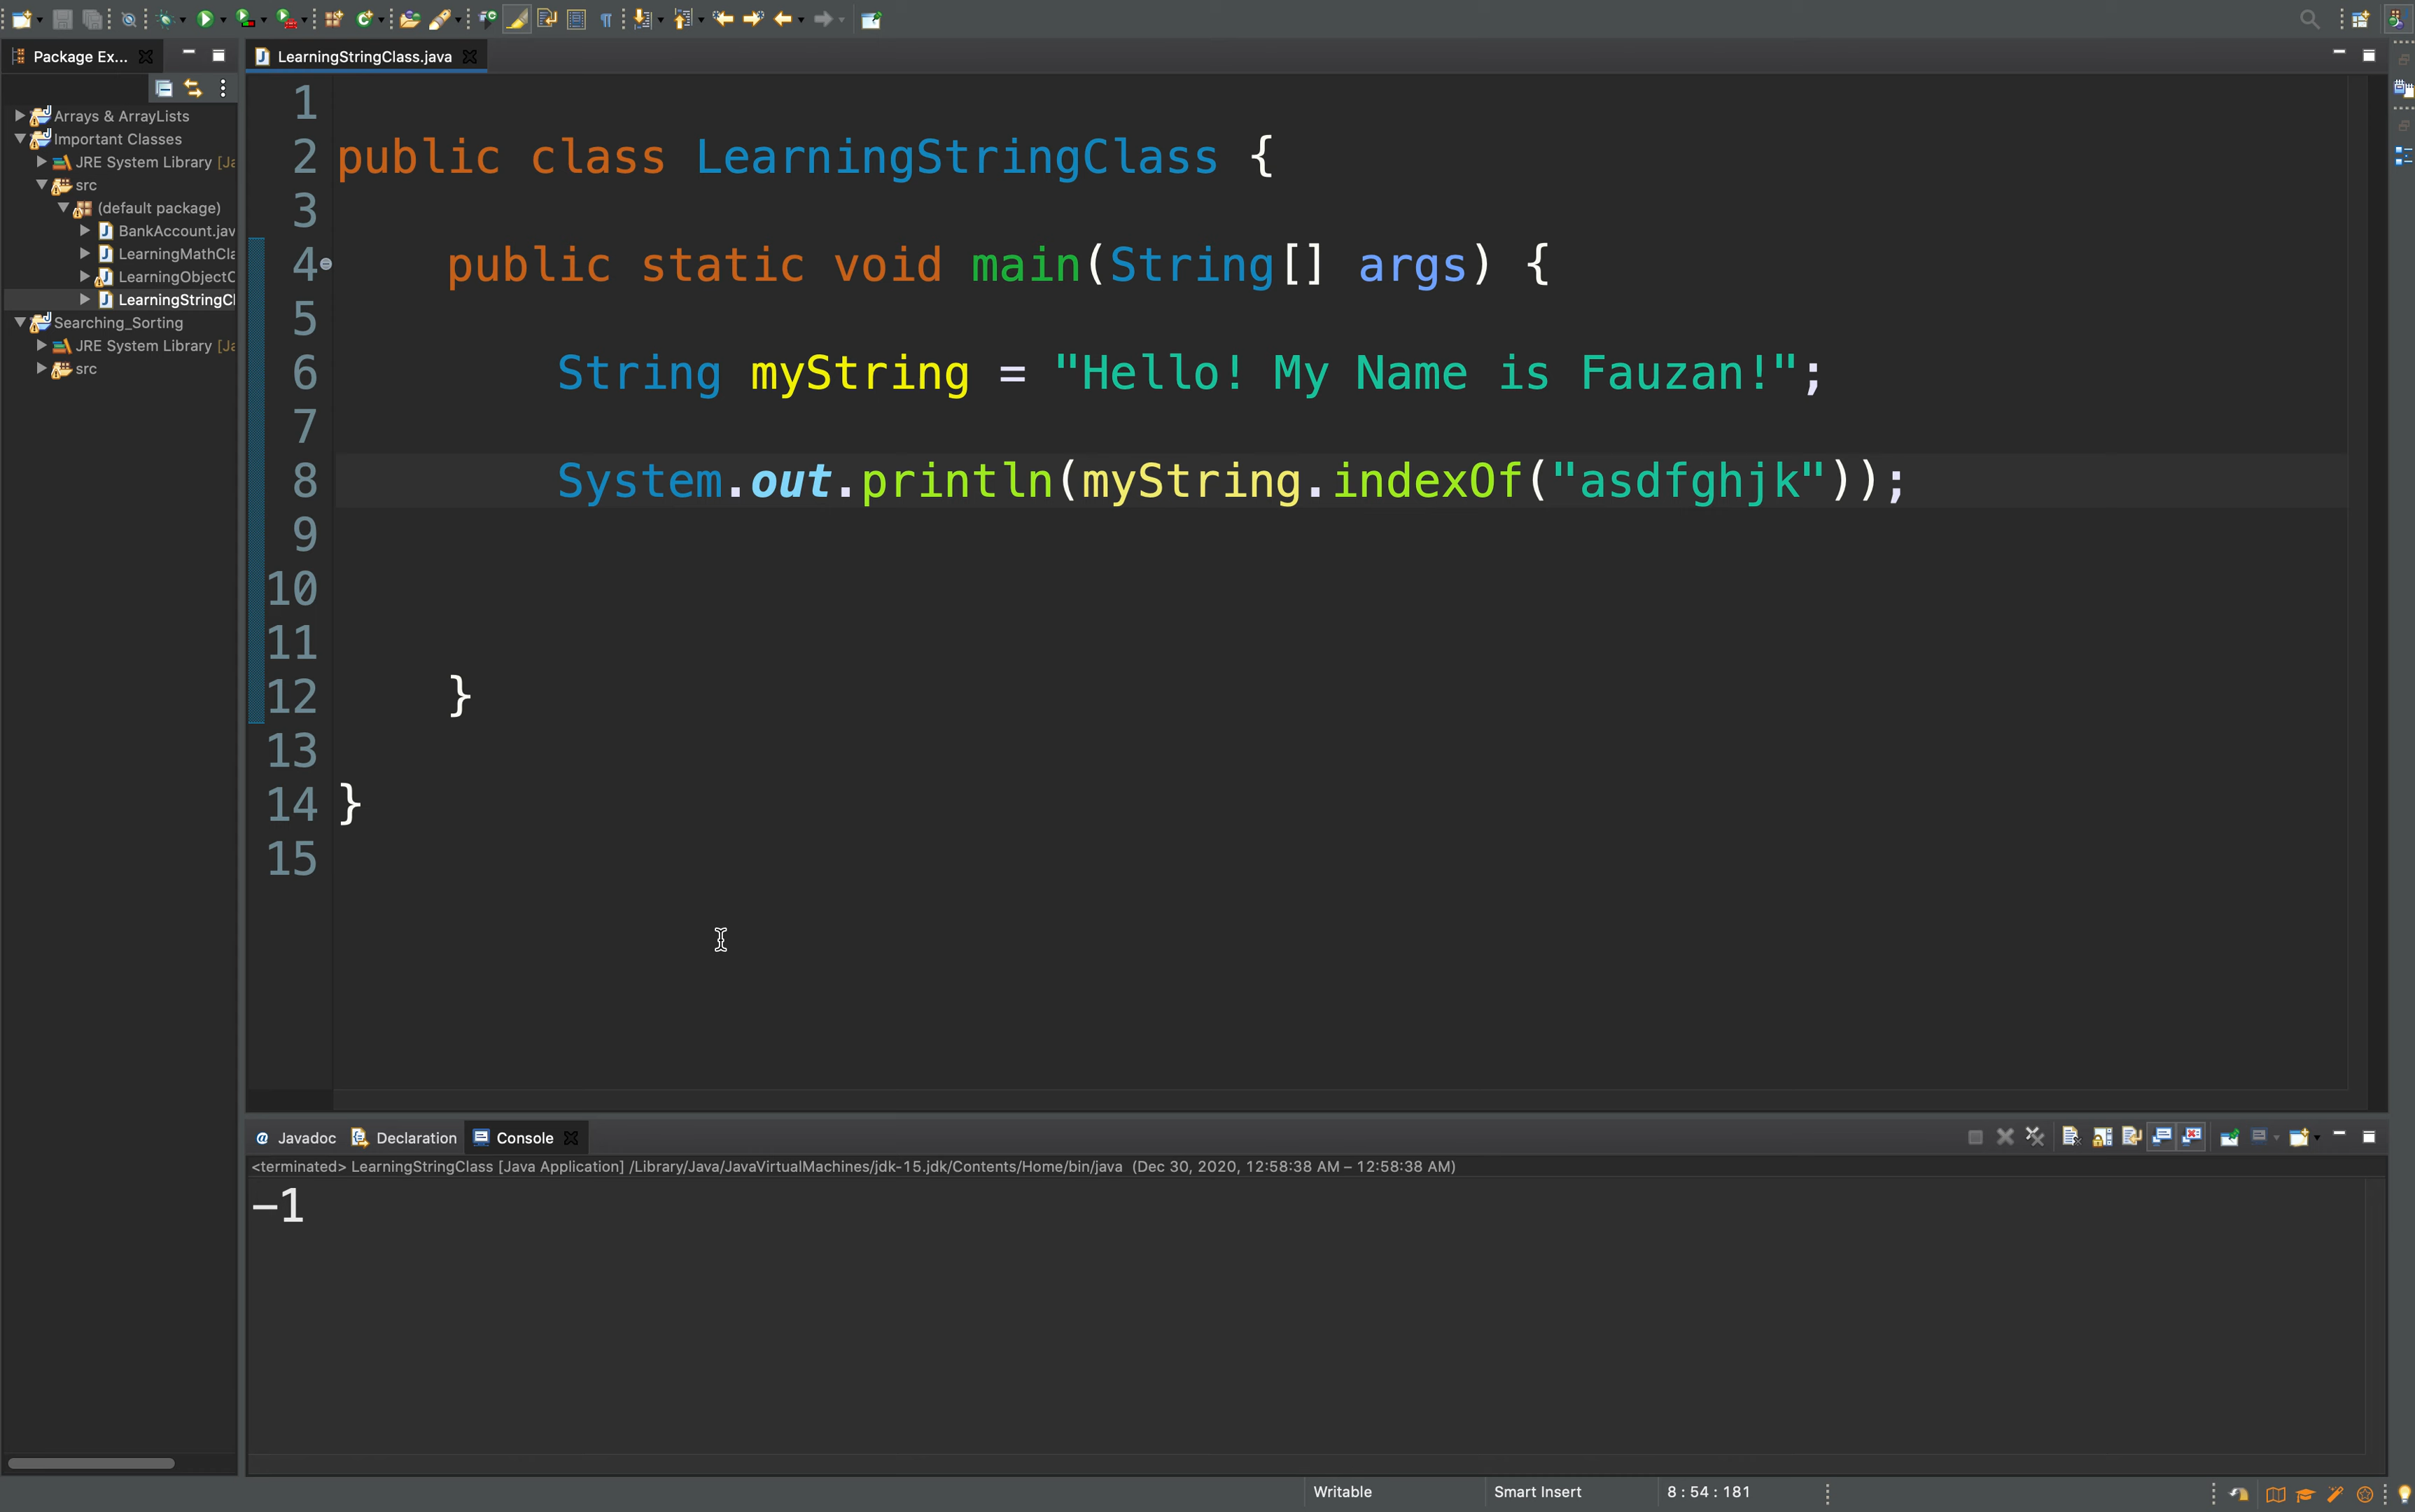 Package Ex...
LearningStringClass.java
Arrays & ArrayLists
Important Classes
JRE System Library [Ja
src
(default package)
BankAccount.jav
LearningMathCla
LearningObjectC
LearningStringCl
Searching_Sorting
JRE System Library [Ja
src
1
2 public class LearningStringClass {
3
4 public static void main(String[] args) {
5
6 String myString = "Hello! My Name is Fauzan!";
7
8 System.out.println(myString.indexOf("asdfghjk"));
9
10
11
12 }
13
14 }
15
@ Javadoc Declaration Console
<terminated> LearningStringClass [Java Application] /Library/Java/JavaVirtualMachines/jdk-15.jdk/Contents/Home/bin/java (Dec 30, 2020, 12:58:38 AM – 12:58:38 AM)
-1
Writable Smart Insert 8 : 54 : 181